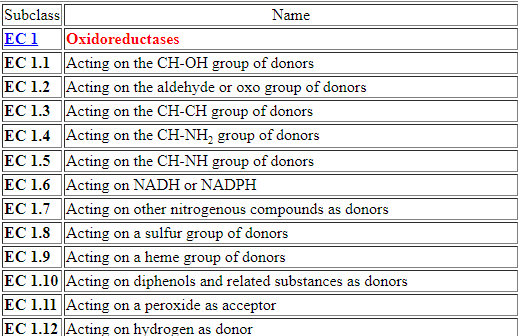 Subclass Name
EC 1 Oxidoreductases
EC 1.1 Acting on the CH-OH group of donors
EC 1.2 Acting on the aldehyde or oxo group of donors
EC 1.3 Acting on the CH-CH group of donors
EC 1.4 Acting on the CH-NH₂ group of donors
EC 1.5 Acting on the CH-NH group of donors
EC 1.6 Acting on NADH or NADPH
EC 1.7 Acting on other nitrogenous compounds as donors
EC 1.8 Acting on a sulfur group of donors
EC 1.9 Acting on a heme group of donors
EC 1.10 Acting on diphenols and related substances as donors
EC 1.11 Acting on a peroxide as acceptor
EC 1.12 Acting on hydrogen as donor